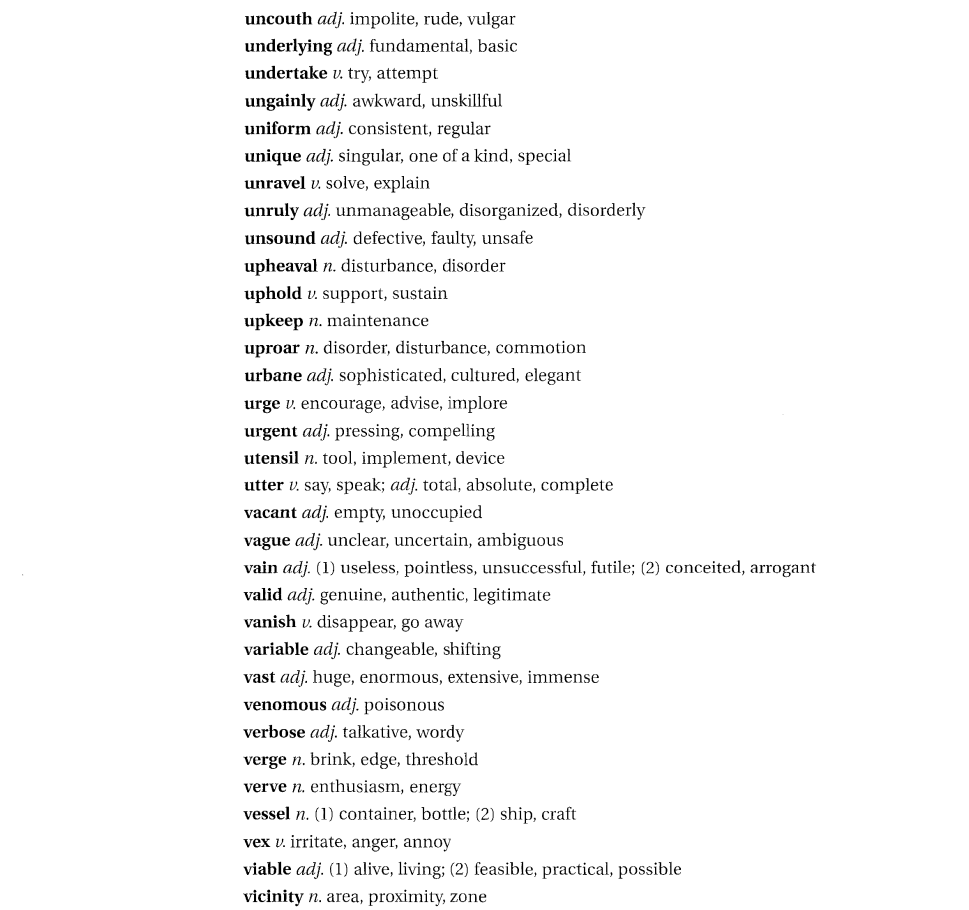 uncouth adj. impolite, rude, vulgar
underlying adj. fundamental, basic
undertake v. try, attempt
ungainly adj. awkward, unskillful
uniform adj. consistent, regular
unique adj. singular, one of a kind, special
unravel v. solve, explain
unruly adj. unmanageable, disorganized, disorderly
unsound adj. defective, faulty, unsafe
upheaval n. disturbance, disorder
uphold v. support, sustain
upkeep n. maintenance
uproar n. disorder, disturbance, commotion
urbane adj. sophisticated, cultured, elegant
urge v. encourage, advise, implore
urgent adj. pressing, compelling
utensil n. tool, implement, device
utter v. say, speak; adj. total, absolute, complete
vacant adj. empty, unoccupied
vague adj. unclear, uncertain, ambiguous
vain adj. (1) useless, pointless, unsuccessful, futile; (2) conceited, arrogant
valid adj. genuine, authentic, legitimate
vanish v. disappear, go away
variable adj. changeable, shifting
vast adj. huge, enormous, extensive, immense
venomous adj. poisonous
verbose adj. talkative, wordy
verge n. brink, edge, threshold
verve n. enthusiasm, energy
vessel n. (1) container, bottle; (2) ship, craft
vex v. irritate, anger, annoy
viable adj. (1) alive, living; (2) feasible, practical, possible
vicinity n. area, proximity, zone